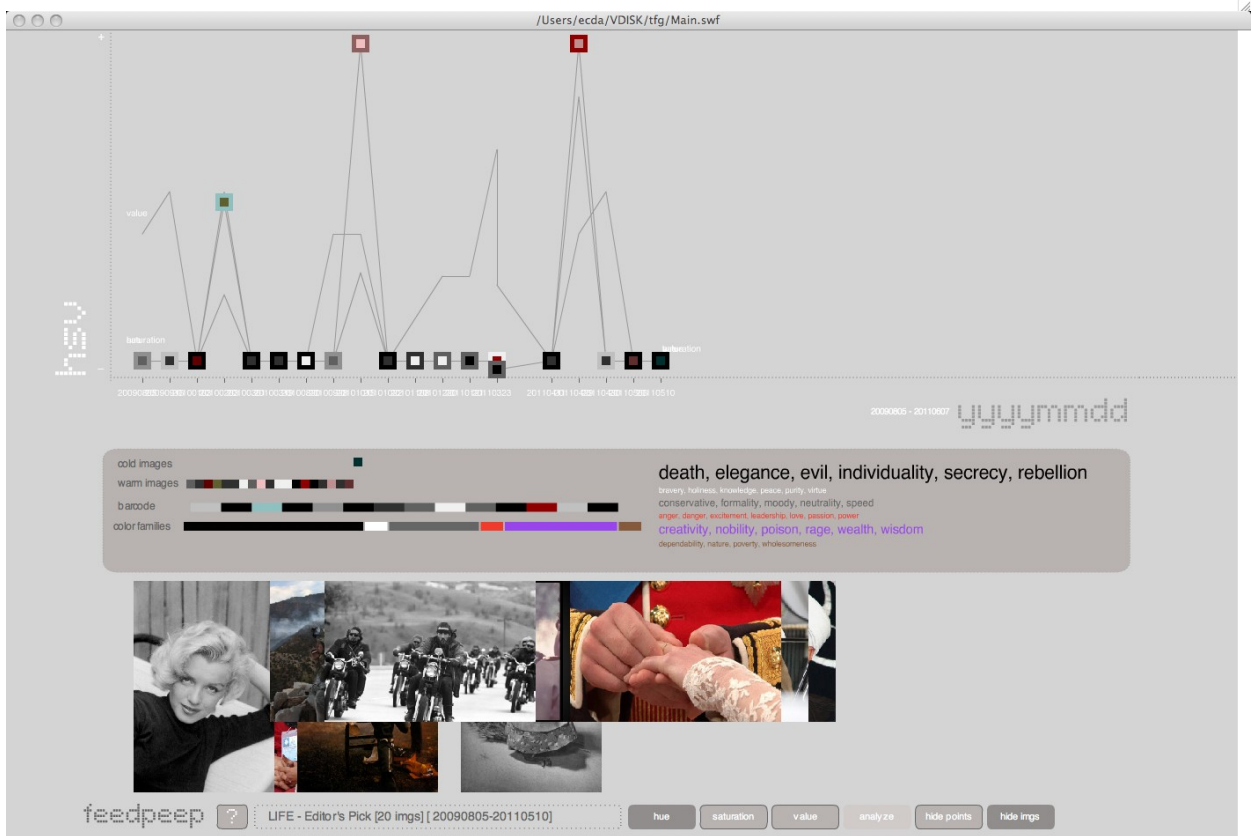 /Users/ecda/VDISK/tfg/Main.swf
+
value
hsv
-
20090805 - 20110607 yyyymmdd
cold images
warm images
barcode
color families
death, elegance, evil, individuality, secrecy, rebellion
bravery, holiness, knowledge, peace, purity, virtue
conservative, formality, moody, neutrality, speed
anger, danger, excitement, leadership, love, passion, power
creativity, nobility, poison, rage, wealth, wisdom
dependability, nature, poverty, wholesomeness
feedpeep ? LIFE - Editor's Pick [20 imgs] [ 20090805-20110510] hue saturation value analyze hide points hide imgs